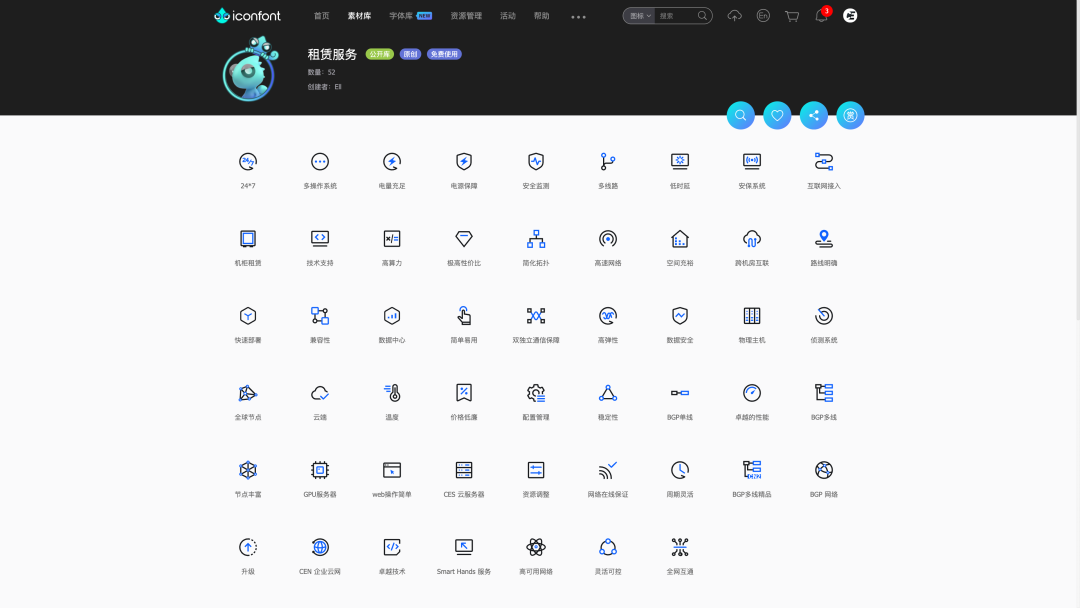 iconfont 首页 素材库 字体库 NEW 资源管理 活动 帮助 图标 搜索 En 3
租赁服务 公开库 原创 免费使用
数量：52
创建者：Ell
赏
24*7 多操作系统 电量充足 电源保障 安全监测 多线路 低时延 安保系统 互联网接入
机柜租赁 技术支持 高算力 极高性价比 简化拓扑 高速网络 空间充裕 跨机房互联 路线明确
快速部署 兼容性 数据中心 简单易用 双独立通信保障 高弹性 数据安全 物理主机 侦测系统
全球节点 云端 温度 价格低廉 配置管理 稳定性 BGP单线 卓越的性能 BGP多线
节点丰富 GPU服务器 web操作简单 CES 云服务器 资源调整 网络在线保证 周期灵活 BGP多线精品 BGP 网络
升级 CEN 企业云网 卓越技术 Smart Hands 服务 高可用网络 灵活可控 全网互通